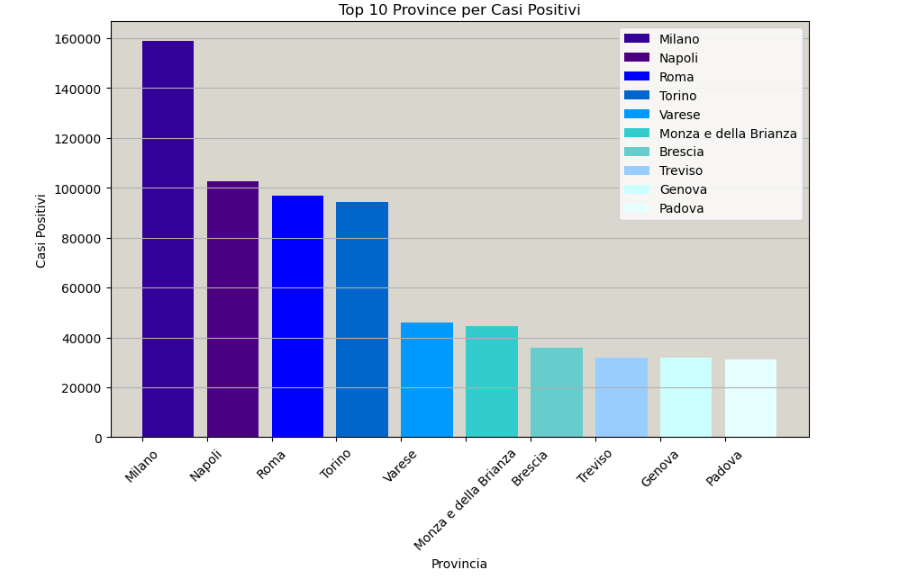 Top 10 Province per Casi Positivi
160000
140000
120000
100000
80000
60000
40000
20000
0
Casi Positivi
Milano
Napoli
Roma
Torino
Varese
Monza e della Brianza
Brescia
Treviso
Genova
Padova
Milano
Napoli
Roma
Torino
Varese
Monza e della Brianza
Brescia
Treviso
Genova
Padova
Provincia